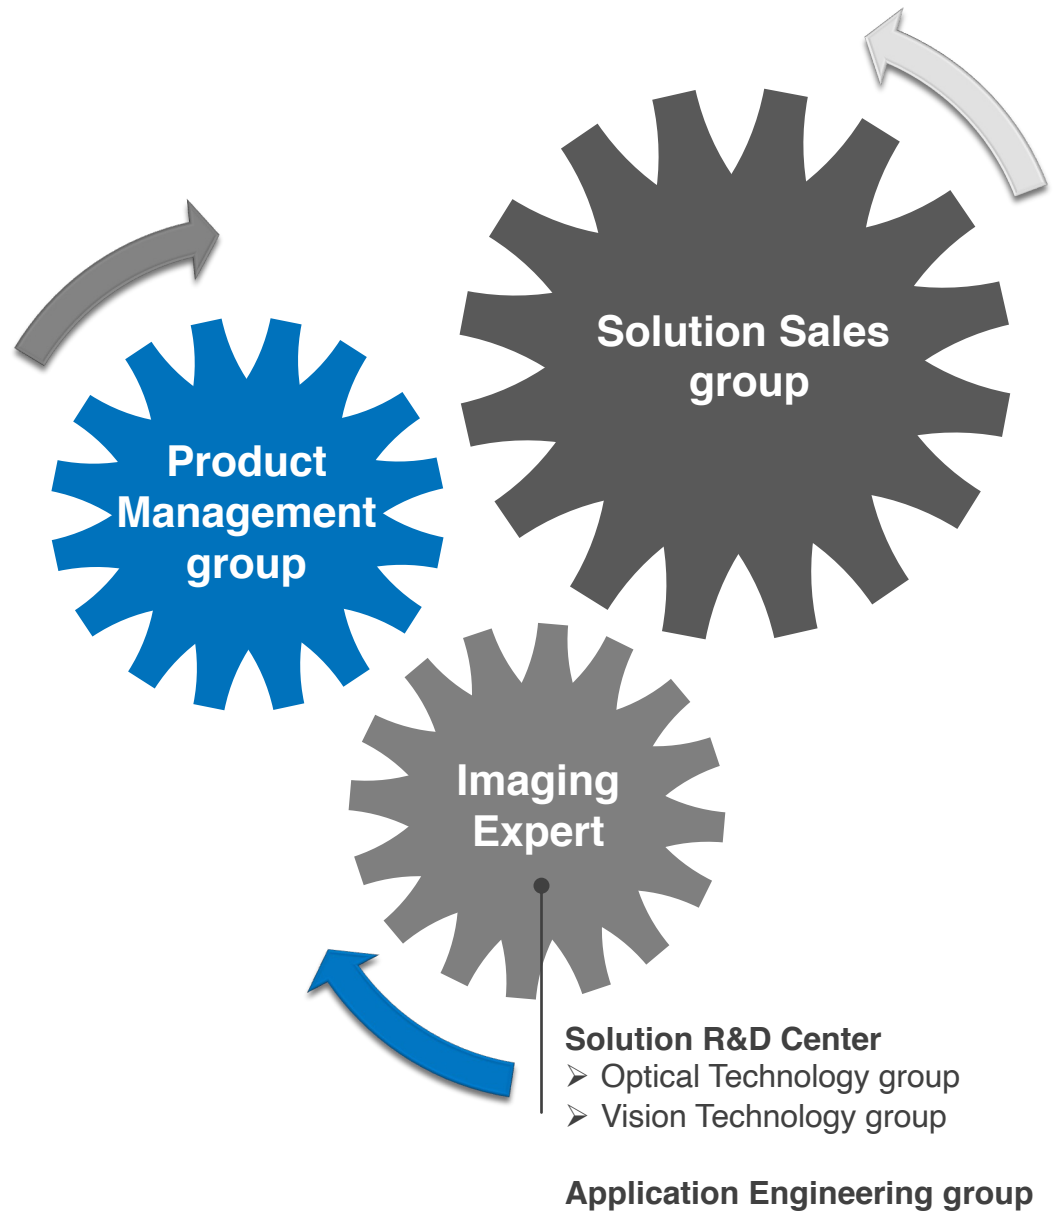 Solution Sales
group
Product
Management
group
Imaging
Expert
Solution R&D Center
➢ Optical Technology group
➢ Vision Technology group
Application Engineering group